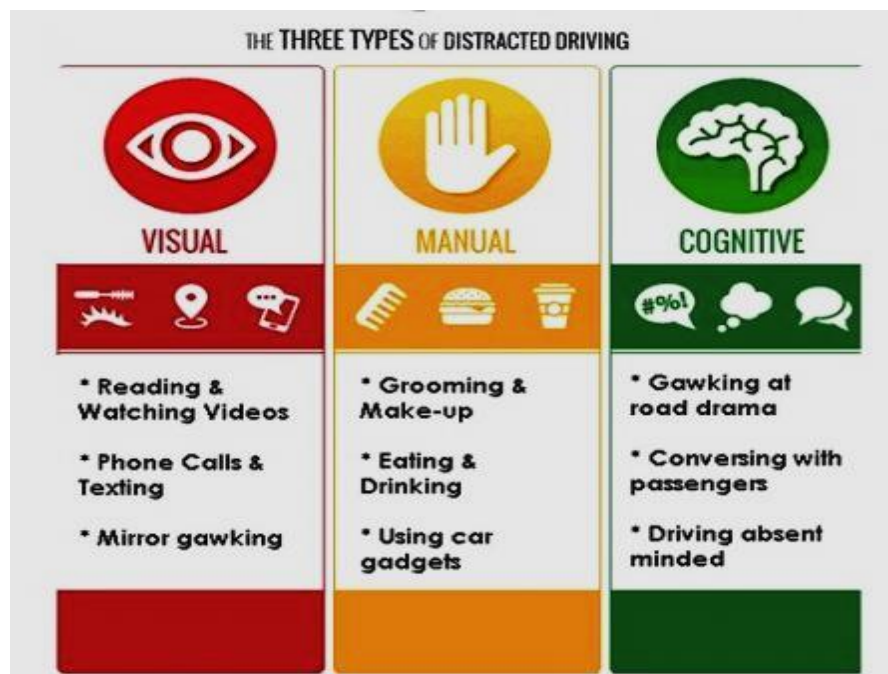 THE THREE TYPES OF DISTRACTED DRIVING
VISUAL
* Reading &
Watching Videos
* Phone Calls &
Texting
* Mirror gawking
MANUAL
* Grooming &
Make-up
* Eating &
Drinking
* Using car
gadgets
COGNITIVE
#%!
* Gawking at
road drama
* Conversing with
passengers
* Driving absent
minded